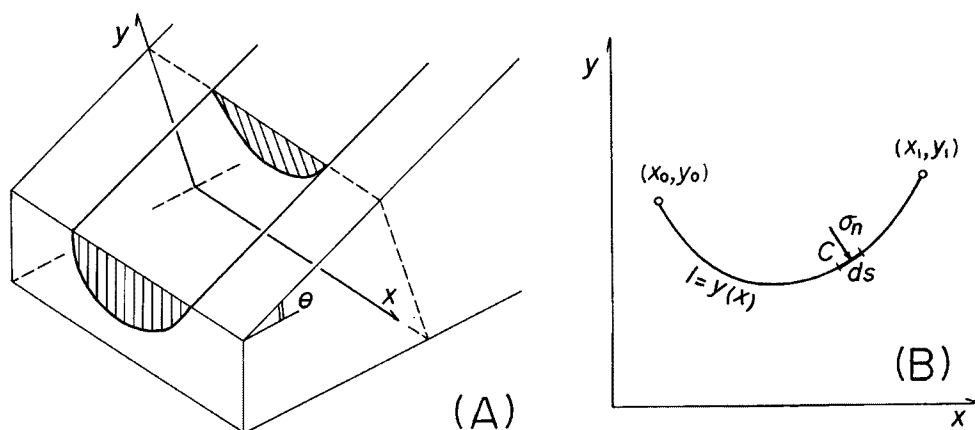 y
θ
x
(A)
y
(x₀,y₀)
(x₁,y₁)
σn
C
ds
l=y(x)
(B)
x